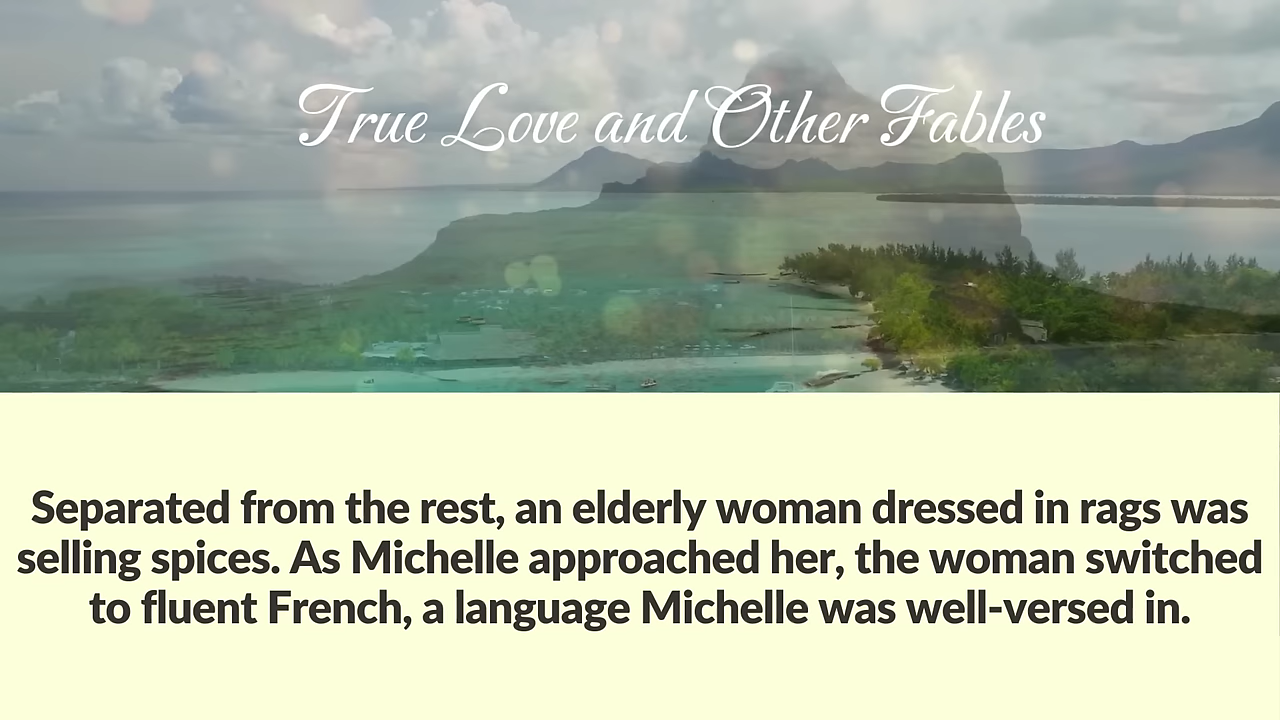 True Love and Other Fables
Separated from the rest, an elderly woman dressed in rags was
selling spices. As Michelle approached her, the woman switched
to fluent French, a language Michelle was well-versed in.